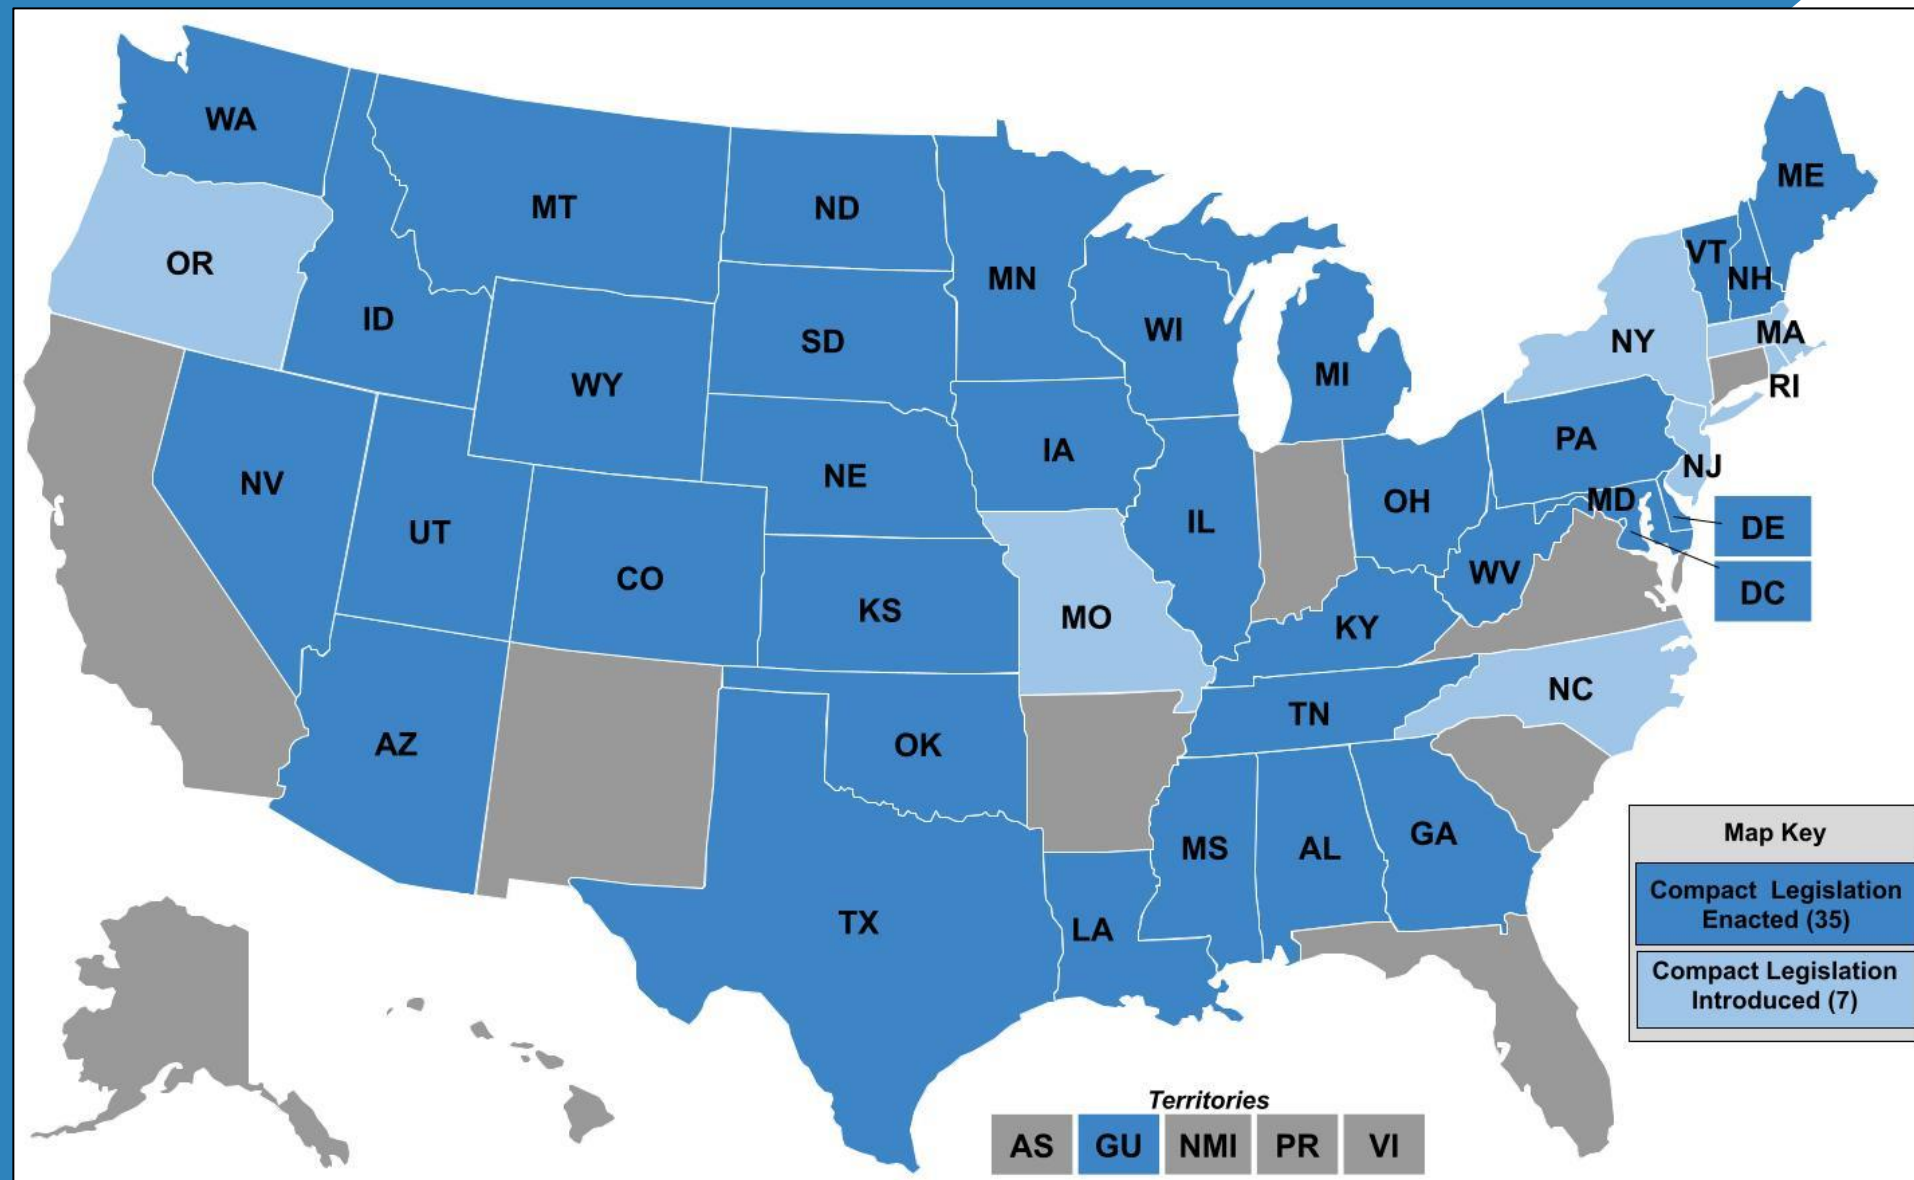 WA
ME
MT
ND
OR
VT
NH
MN
ID
SD
WI
NY
MA
WY
MI
RI
PA
IA
NJ
NV
NE
OH
MD
UT
IL
DE
CO
WV
DC
KS
MO
KY
NC
TN
AZ
OK
GA
Map Key
MS
AL
Compact Legislation
Enacted (35)
TX
LA
Compact Legislation
Introduced (7)
Territories
AS GU NMI PR VI